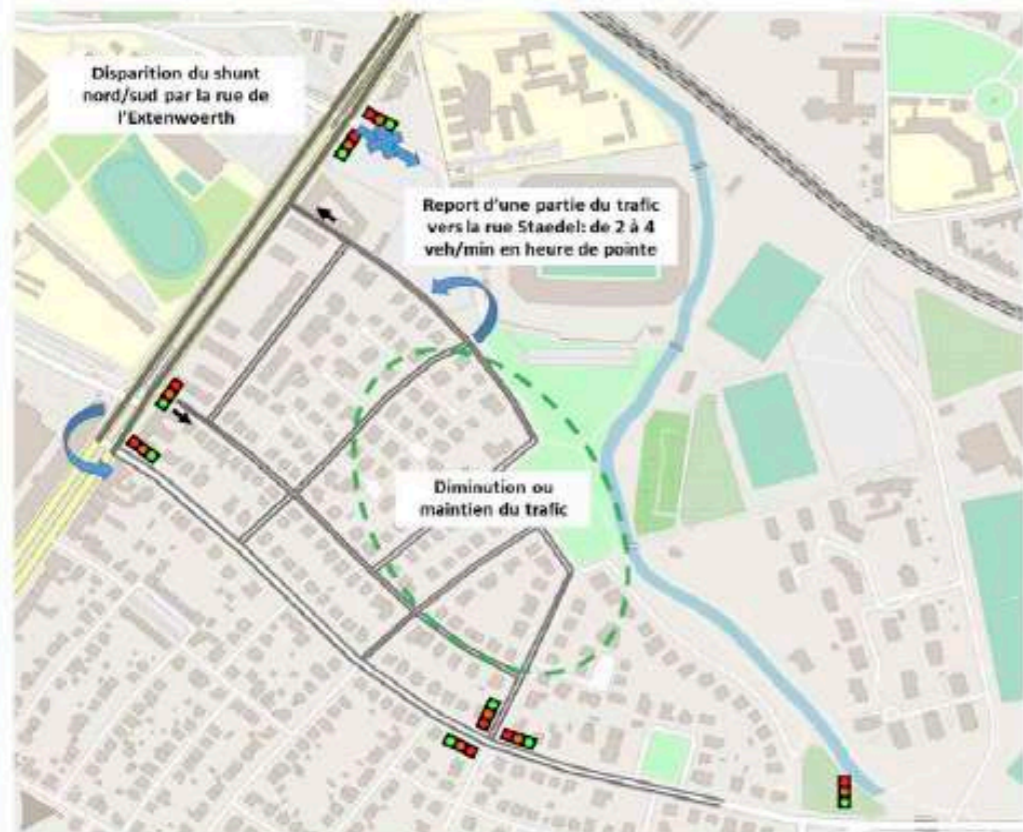 Disparition du shunt
nord/sud par la rue de
l'Extenwoerth
Report d'une partie du trafic
vers la rue Staedel: de 2 à 4
veh/min en heure de pointe
Diminution ou
maintien du trafic